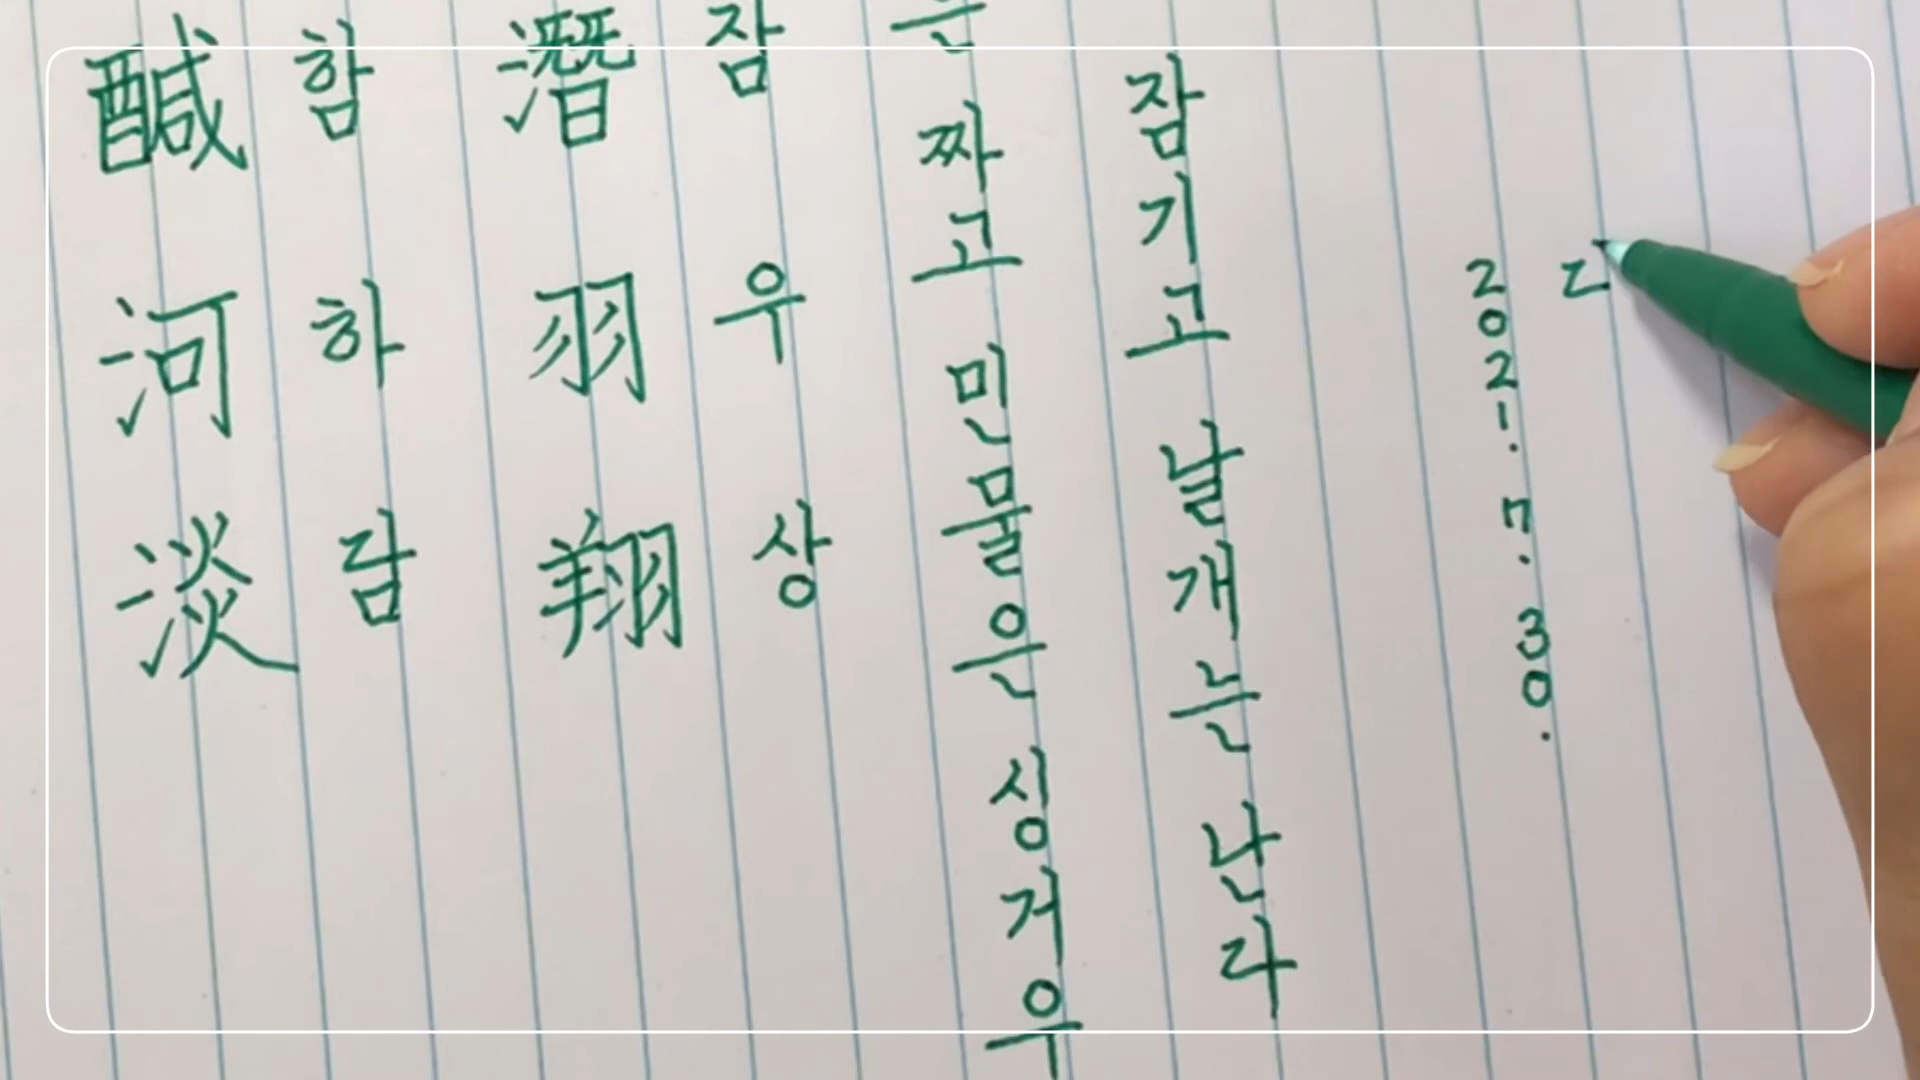 鹹河淡
함하담
潛羽翔
잠우상
은 짜고 민물은 싱거우
잠기고 날개는 난다
2021. 7. 30.